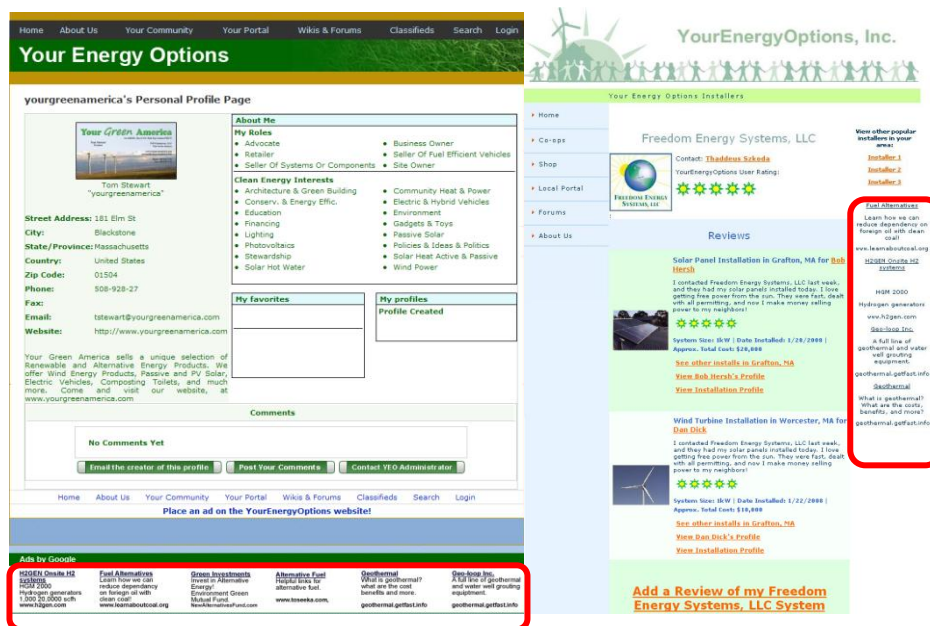 Home About Us Your Community Your Portal Wikis & Forums Classifieds Search Login
Your Energy Options
yourgreenamerica's Personal Profile Page
Your Green America
Tom Stewart
"yourgreenamerica"
Street Address: 181 Elm St
City: Blackstone
State/Province: Massachusetts
Country: United States
Zip Code: 01504
Phone: 508-928-27
Fax:
Email: tstewart@yourgreenamerica.com
Website: http://www.yourgreenamerica.com
Your Green America sells a unique selection of
Renewable and Alternative Energy Products. We
offer Wind Energy Products, Passive and PV Solar,
Electric Vehicles, Composting Toilets, and much
more. Come and visit our website, at
www.yourgreenamerica.com
About Me
My Roles
• Advocate
• Retailer
• Seller Of Systems Or Components
• Business Owner
• Seller Of Fuel Efficient Vehicles
• Site Owner
Clean Energy Interests
• Architecture & Green Building
• Conserv. & Energy Effic.
• Education
• Financing
• Lighting
• Photovoltaics
• Stewardship
• Solar Hot Water
• Community Heat & Power
• Electric & Hybrid Vehicles
• Environment
• Gadgets & Toys
• Passive Solar
• Policies & Ideas & Politics
• Solar Heat Active & Passive
• Wind Power
My favorites
My profiles
Profile Created
Comments
No Comments Yet
Email the creator of this profile Post Your Comments Contact YEO Administrator
Home About Us Your Community Your Portal Wikis & Forums Classifieds Search Login
Place an ad on the YourEnergyOptions website!
Ads by Google
H2GEN Onsite H2
systems
HGM 2000
Hydrogen generators
1,000 20,0000 scfh
www.h2gen.com
Fuel Alternatives
Learn how we can
reduce dependancy
on foriegn oil with
clean coal!
www.learnaboutcoal.org
Green Investments
Invest in Alternative
Energy!
Environment Green
Mutual Fund.
NewAlternativesFund.com
Alternative Fuel
Helpful links for
alternative fuel.
www.toseeka.com,
Geothermal
What is geothermal?
what are the cost
benefits and more.
geothermal.getfast.info
Geo-loop Inc.
A full line of geothermal
and water well grouting
equipment.
geothermal.getfast.info
YourEnergyOptions, Inc.
Your Energy Options Installers
Home
Co-ops
Shop
Local Portal
Forums
About Us
Freedom Energy Systems, LLC
FREEDOM ENERGY
SYSTEMS, LLC
Contact: Thaddeus Szkoda
YourEnergyOptions User Rating:
Reviews
Solar Panel Installation in Grafton, MA for Bob
Hersh
I contacted Freedom Energy Systems, LLC last week,
and they had my solar panels installed today. I love
getting free power from the sun. They were fast, dealt
with all permitting, and now I make money selling
power to my neighbors!
System Size: 1kW | Date Installed: 1/20/2008 |
Approx. Total Cost: $20,000
See other installs in Grafton, MA
View Bob Hersh's Profile
View Installation Profile
Wind Turbine Installation in Worcester, MA for
Dan Dick
I contacted Freedom Energy Systems, LLC last week,
and they had my solar panels installed today. I love
getting free power from the sun. They were fast, dealt
with all permitting, and now I make money selling
power to my neighbors!
System Size: 1kW | Date Installed: 1/22/2008 |
Approx. Total Cost: $18,000
See other installs in Grafton, MA
View Dan Dick's Profile
View Installation Profile
Add a Review of my Freedom
Energy Systems, LLC System
View other popular
installers in your
area:
Installer 1
Installer 2
Installer 3
Fuel Alternatives
Learn how we can
reduce dependency on
foreign oil with clean
coal!
www.learnaboutcoal.org
H2GEN Onsite H2
systems
HGM 2000
Hydrogen generators
www.h2gen.com
Geo-loop Inc.
A full line of
geothermal and water
well grouting
equipment.
geothermal.getfast.info
Geothermal
What is geothermal?
What are the costs,
benefits, and more?
geothermal.getfast.info